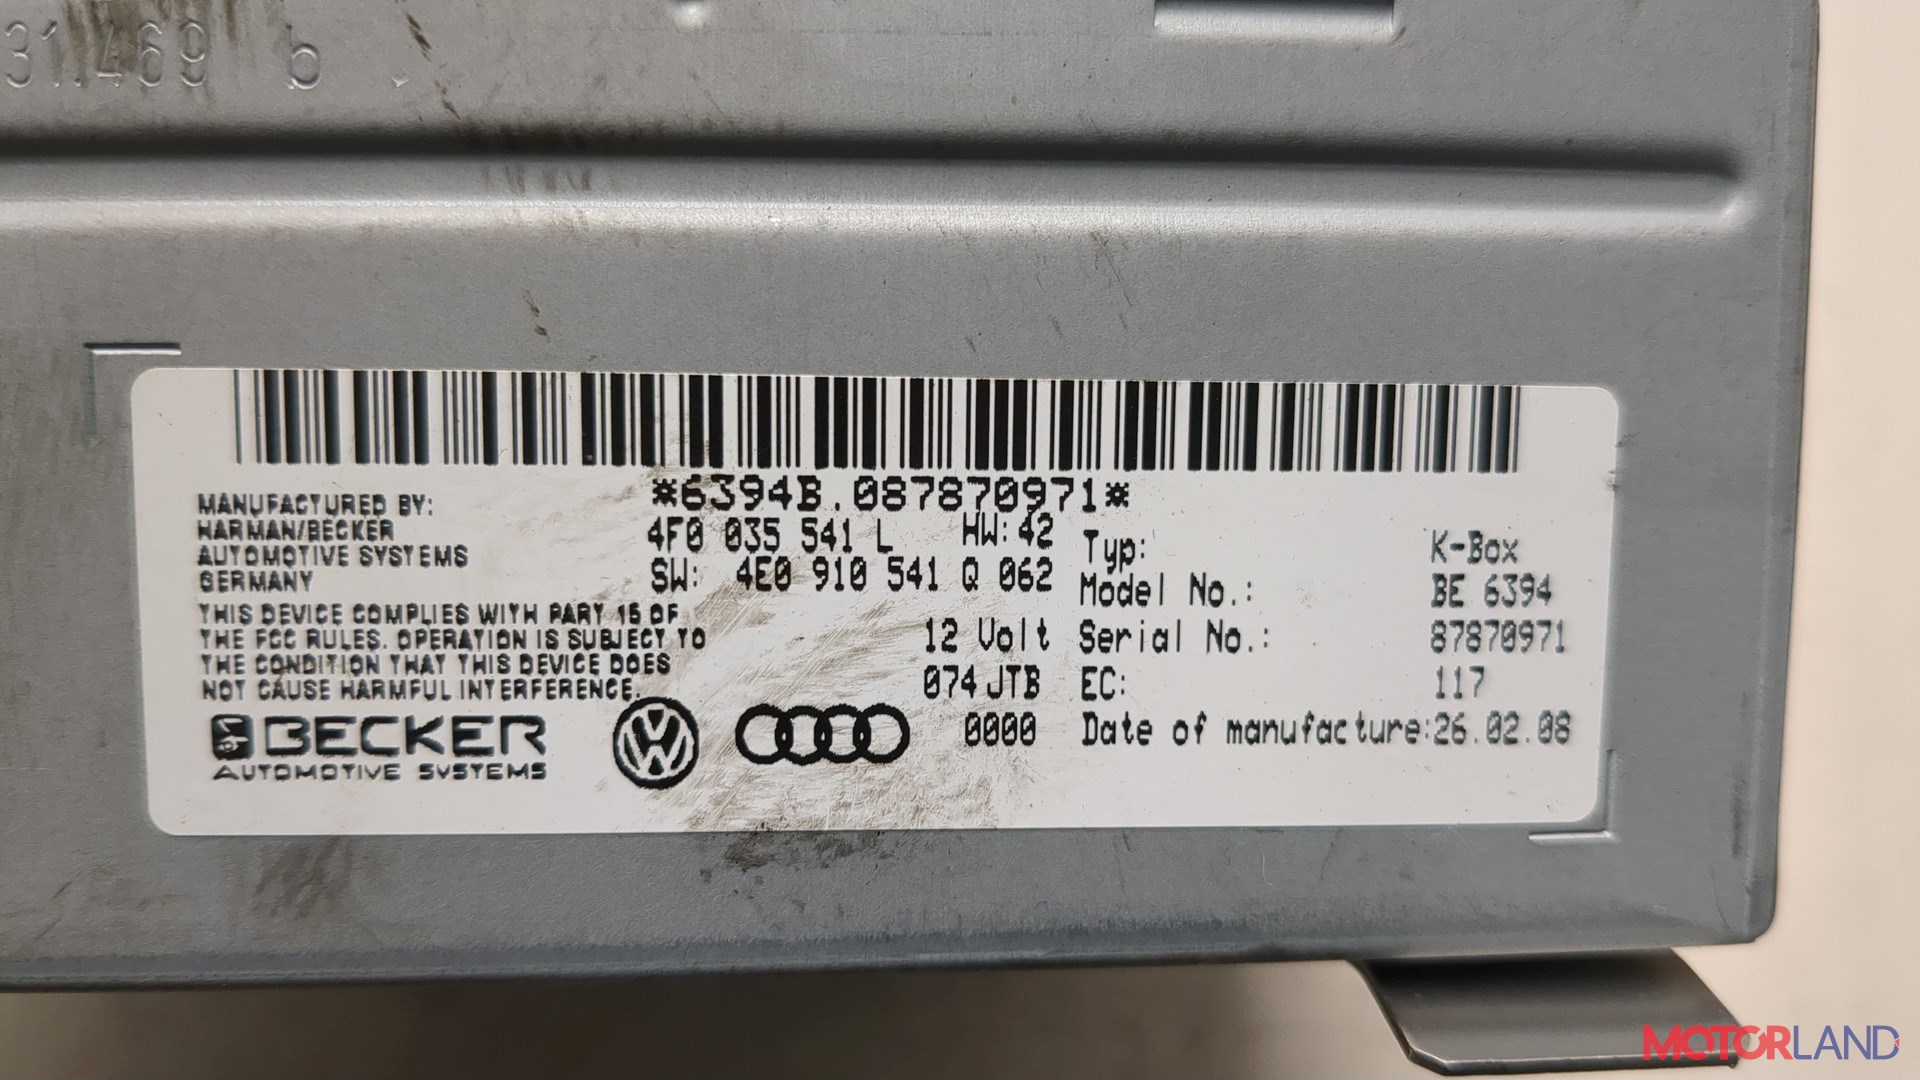 31.469 b
*6394B.087870971*
MANUFACTURED BY:
HARMAN/BECKER
AUTOMOTIVE SYSTEMS
GERMANY
THIS DEVICE COMPLIES WITH PART 15 OF
THE FCC RULES. OPERATION IS SUBJECT TO
THE CONDITION THAT THIS DEVICE DOES
NOT CAUSE HARMFUL INTERFERENCE.
BECKER
AUTOMOTIVE SYSTEMS
4F0 035 541 L HW:42
SW: 4E0 910 541 Q 062
12 Volt
074 JTB
0000
Typ: K-Box
Model No.: BE 6394
Serial No.: 87870971
EC: 117
Date of manufacture:26.02.08
MOTORLAND